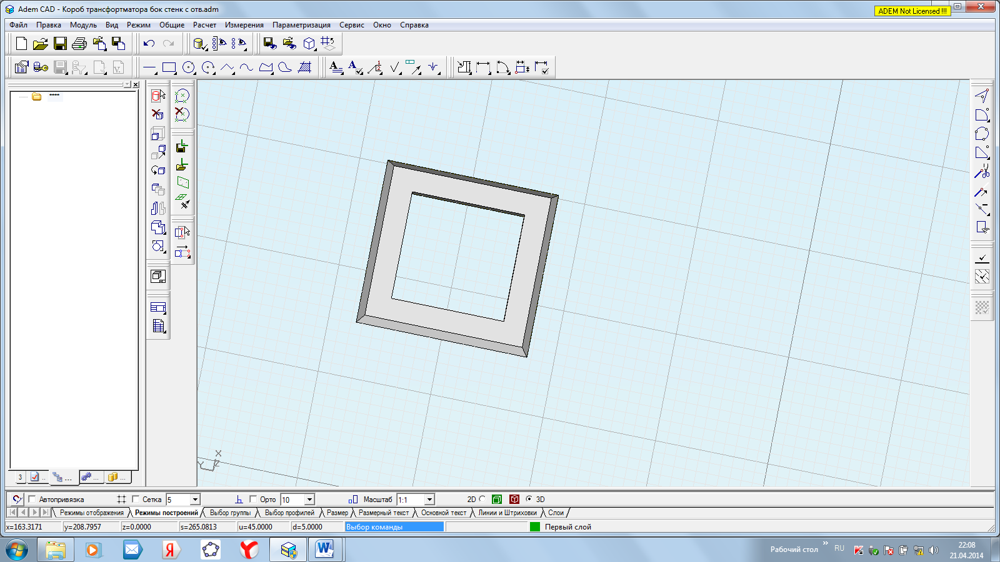 Adem CAD - Короб трансфортматора бок стенк с отв.adm
ADEM Not Licensed !!!
Файл Правка Модуль Вид Режим Общие Расчет Измерения Параметризация Сервис Окно Справка
3 ... ... ...
Автопривязка Сетка 5 Орто 10 Масштаб 1:1 2D 3D
Режимы отображения Режимы построений Выбор группы Выбор профилей Размер Размерный текст Основной текст Линии и Штриховки Слои
x=163.3171 y=208.7957 z=0.0000 s=265.0813 u=45.0000 d=5.0000 Выбор команды Первый слой
X
Y Z
Рабочий стол » RU 22:08
21.04.2014